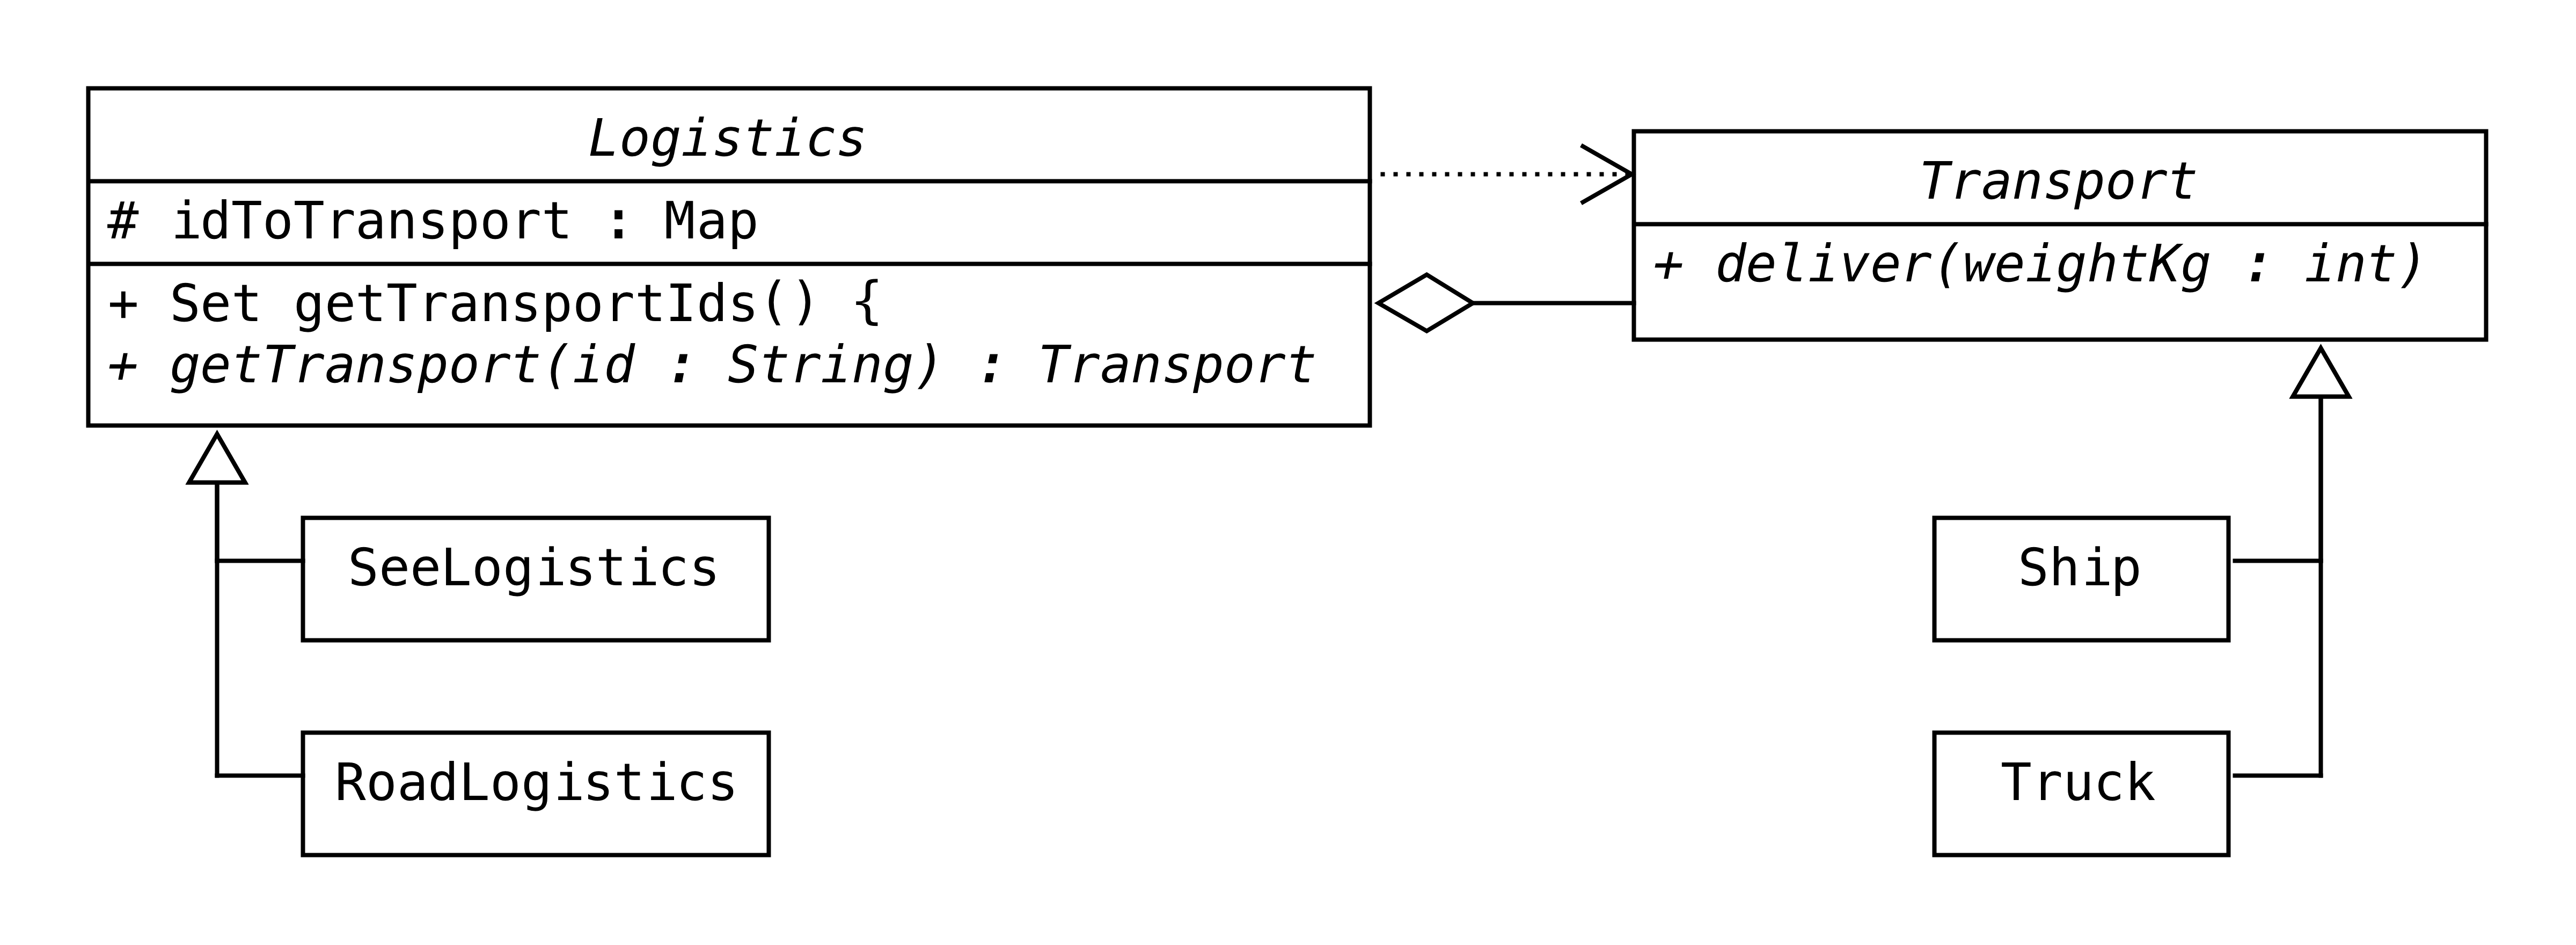 Logistics
# idToTransport : Map
+ Set getTransportIds() {
+ getTransport(id : String) : Transport
Transport
+ deliver(weightKg : int)
SeeLogistics
RoadLogistics
Ship
Truck